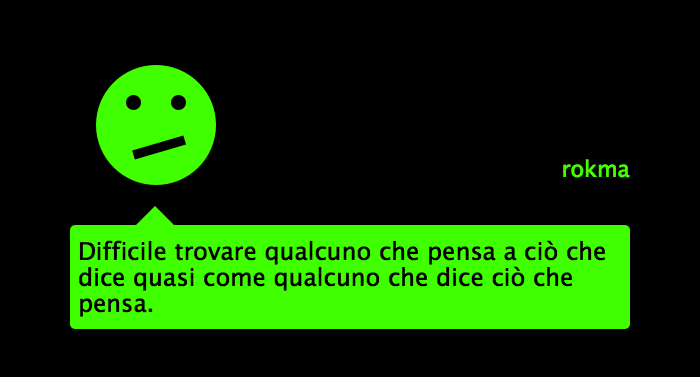 rokma
Difficile trovare qualcuno che pensa a ciò che
dice quasi come qualcuno che dice ciò che
pensa.